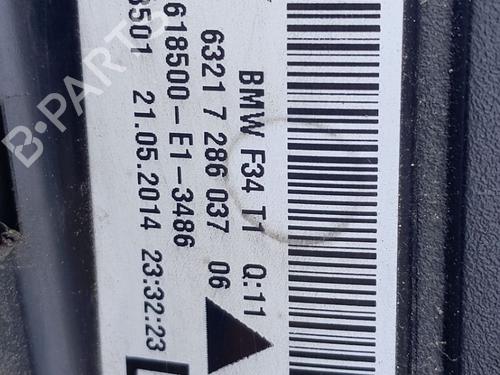 BMW F34 T1 Q:11
6321 7 286 037 06
618500-E1-3486
3501 21.05.2014 23:32:23
B-PARTS